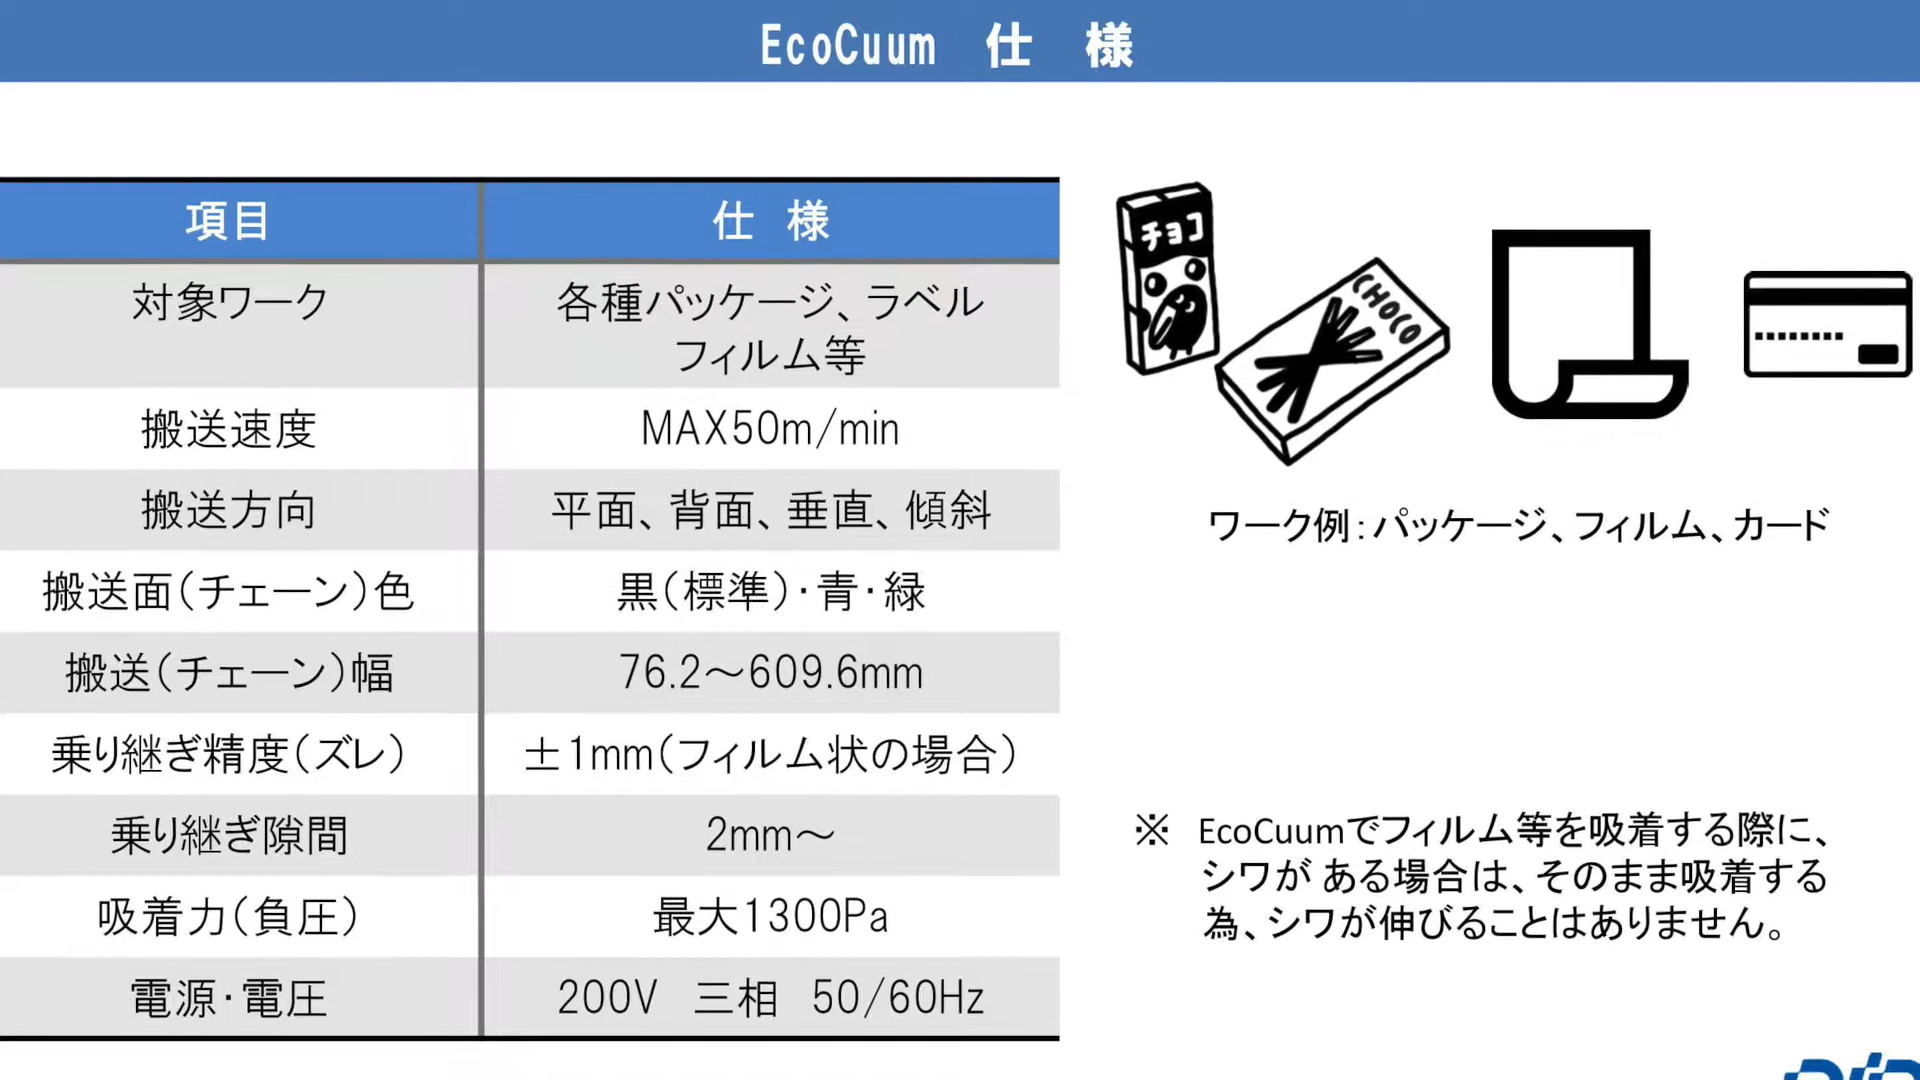 EcoCuum 仕 様
項目 仕 様
対象ワーク 各種パッケージ、ラベル
フィルム等
搬送速度 MAX50m/min
搬送方向 平面、背面、垂直、傾斜
搬送面(チェーン)色 黒(標準)・青・緑
搬送(チェーン)幅 76.2～609.6mm
乗り継ぎ精度(ズレ) ±1mm(フィルム状の場合)
乗り継ぎ隙間 2mm～
吸着力(負圧) 最大1300Pa
電源・電圧 200V 三相 50/60Hz
チョコ
CHOCO
ワーク例：パッケージ、フィルム、カード
※ EcoCuumでフィルム等を吸着する際に、
シワが ある場合は、そのまま吸着する
為、シワが伸びることはありません。